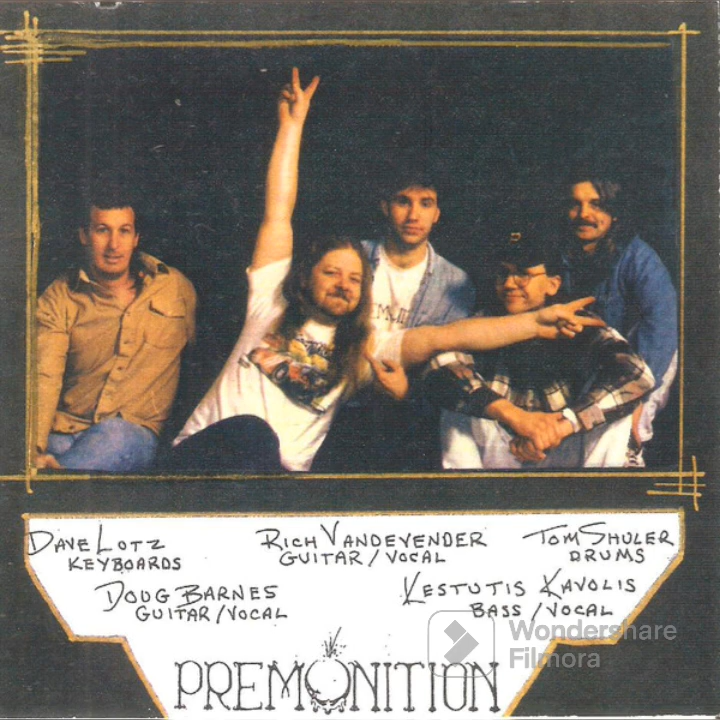 DAVE LOTZ
KEYBOARDS
RICH VANDEVENDER
GUITAR / VOCAL
TOM SHULER
DRUMS
DOUG BARNES
GUITAR / VOCAL
KESTUTIS KAVOLIS
BASS / VOCAL
Wondershare
Filmora
PREMONITION